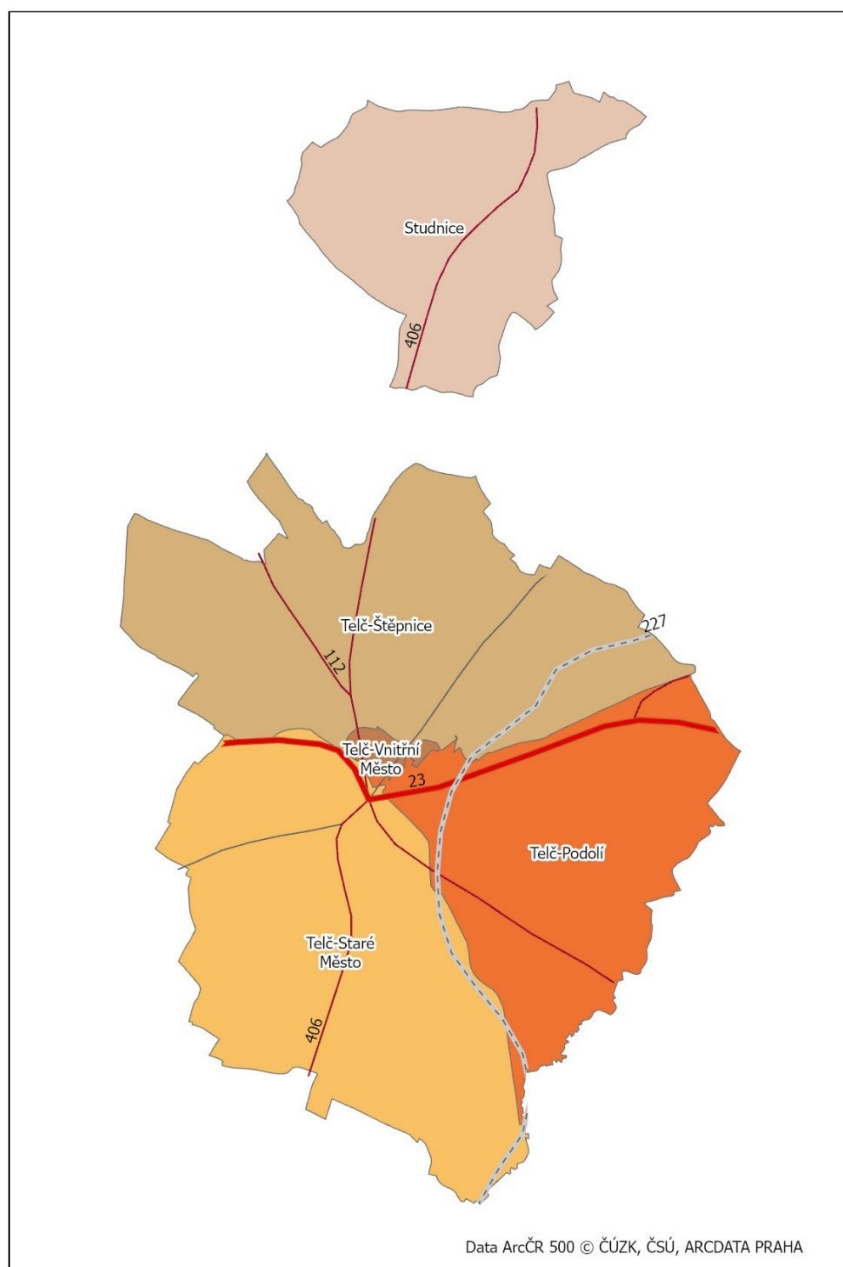 Studnice
406
227
Telč-Štěpnice
112
Telč-Vnitřní
Město
23
Telč-Podolí
Telč-Staré
Město
406
Data ArcČR 500 © ČÚZK, ČSÚ, ARCDATA PRAHA